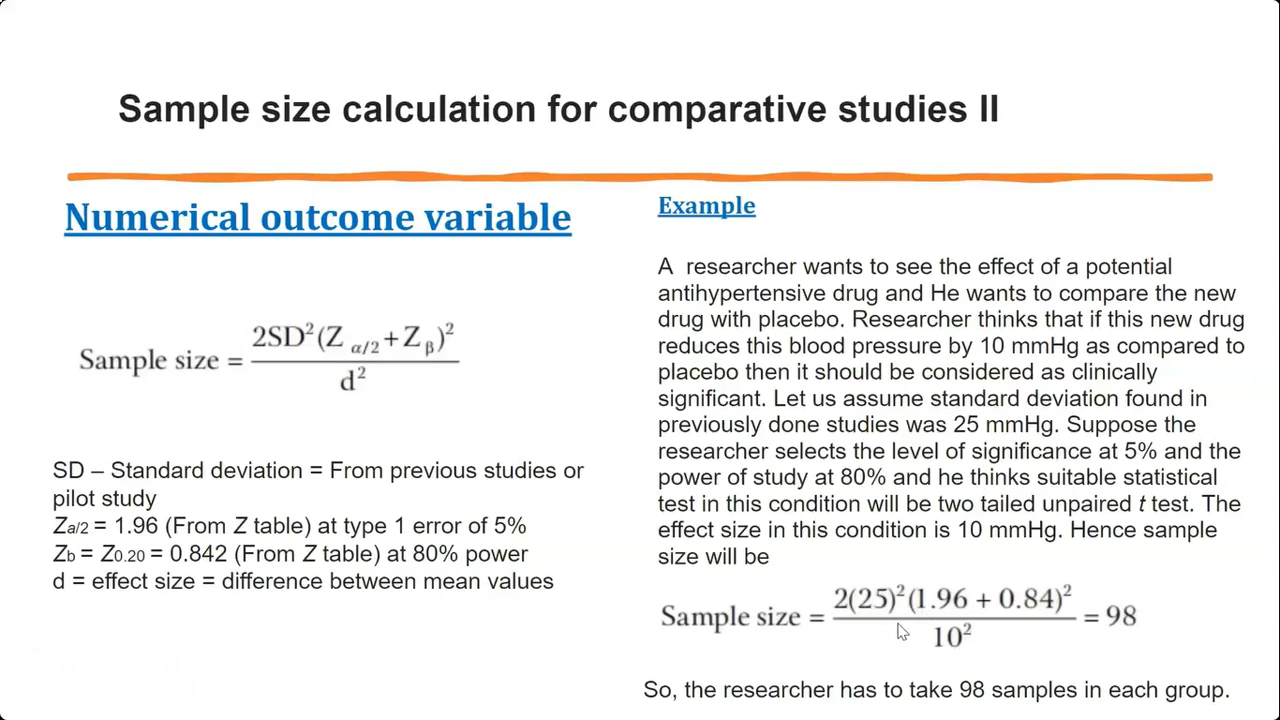 Sample size calculation for comparative studies II
Numerical outcome variable
Sample size = 2SD²(Z α/2 + Z β)² / d²
SD – Standard deviation = From previous studies or
pilot study
Za/2 = 1.96 (From Z table) at type 1 error of 5%
Zb = Z0.20 = 0.842 (From Z table) at 80% power
d = effect size = difference between mean values
Example
A researcher wants to see the effect of a potential
antihypertensive drug and He wants to compare the new
drug with placebo. Researcher thinks that if this new drug
reduces this blood pressure by 10 mmHg as compared to
placebo then it should be considered as clinically
significant. Let us assume standard deviation found in
previously done studies was 25 mmHg. Suppose the
researcher selects the level of significance at 5% and the
power of study at 80% and he thinks suitable statistical
test in this condition will be two tailed unpaired t test. The
effect size in this condition is 10 mmHg. Hence sample
size will be
Sample size = 2(25)²(1.96 + 0.84)² / 10² = 98
So, the researcher has to take 98 samples in each group.